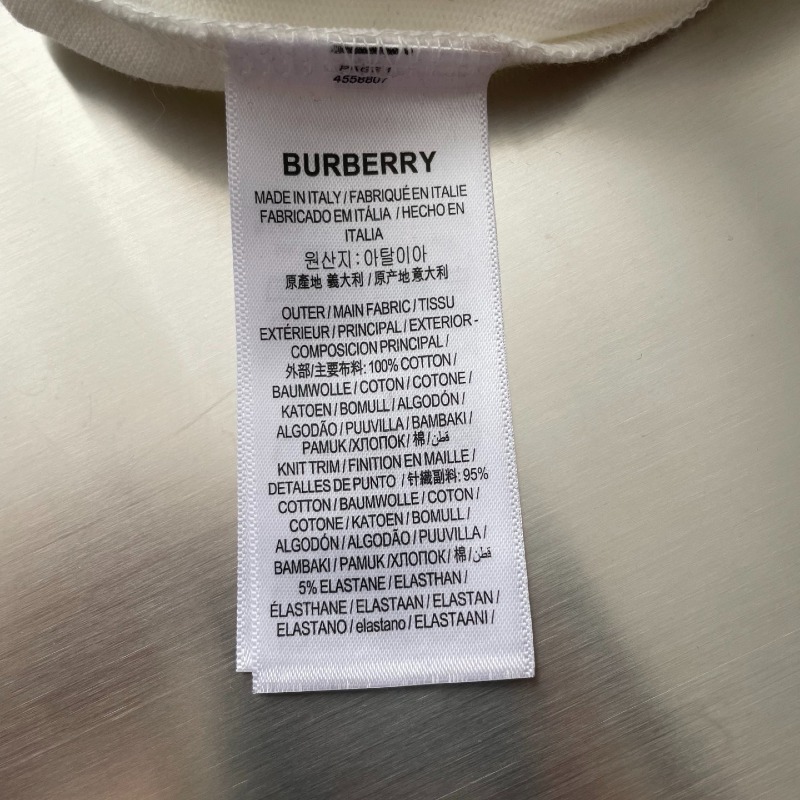 BURBERRY
MADE IN ITALY / FABRIQUÉ EN ITALIE
FABRICADO EM ITÁLIA / HECHO EN
ITALIA
원산지 : 아탈이아
原產地 義大利 / 原产地 意大利
OUTER / MAIN FABRIC / TISSU
EXTÉRIEUR / PRINCIPAL / EXTERIOR -
COMPOSICION PRINCIPAL /
外部/主要布料: 100% COTTON /
BAUMWOLLE / COTON / COTONE /
KATOEN / BOMULL / ALGODÓN /
ALGODÃO / PUUVILLA / BAMBAKI /
PAMUK /ХЛОПОК / 棉 / قطن
KNIT TRIM / FINITION EN MAILLE /
DETALLES DE PUNTO / 针織副料: 95%
COTTON / BAUMWOLLE / COTON /
COTONE / KATOEN / BOMULL /
ALGODÓN / ALGODÃO / PUUVILLA /
BAMBAKI / PAMUK /ХЛОПОК / 棉 / قطن
5% ELASTANE / ELASTHAN /
ÉLASTHANE / ELASTAAN / ELASTAN /
ELASTANO / elastano / ELASTAANI /